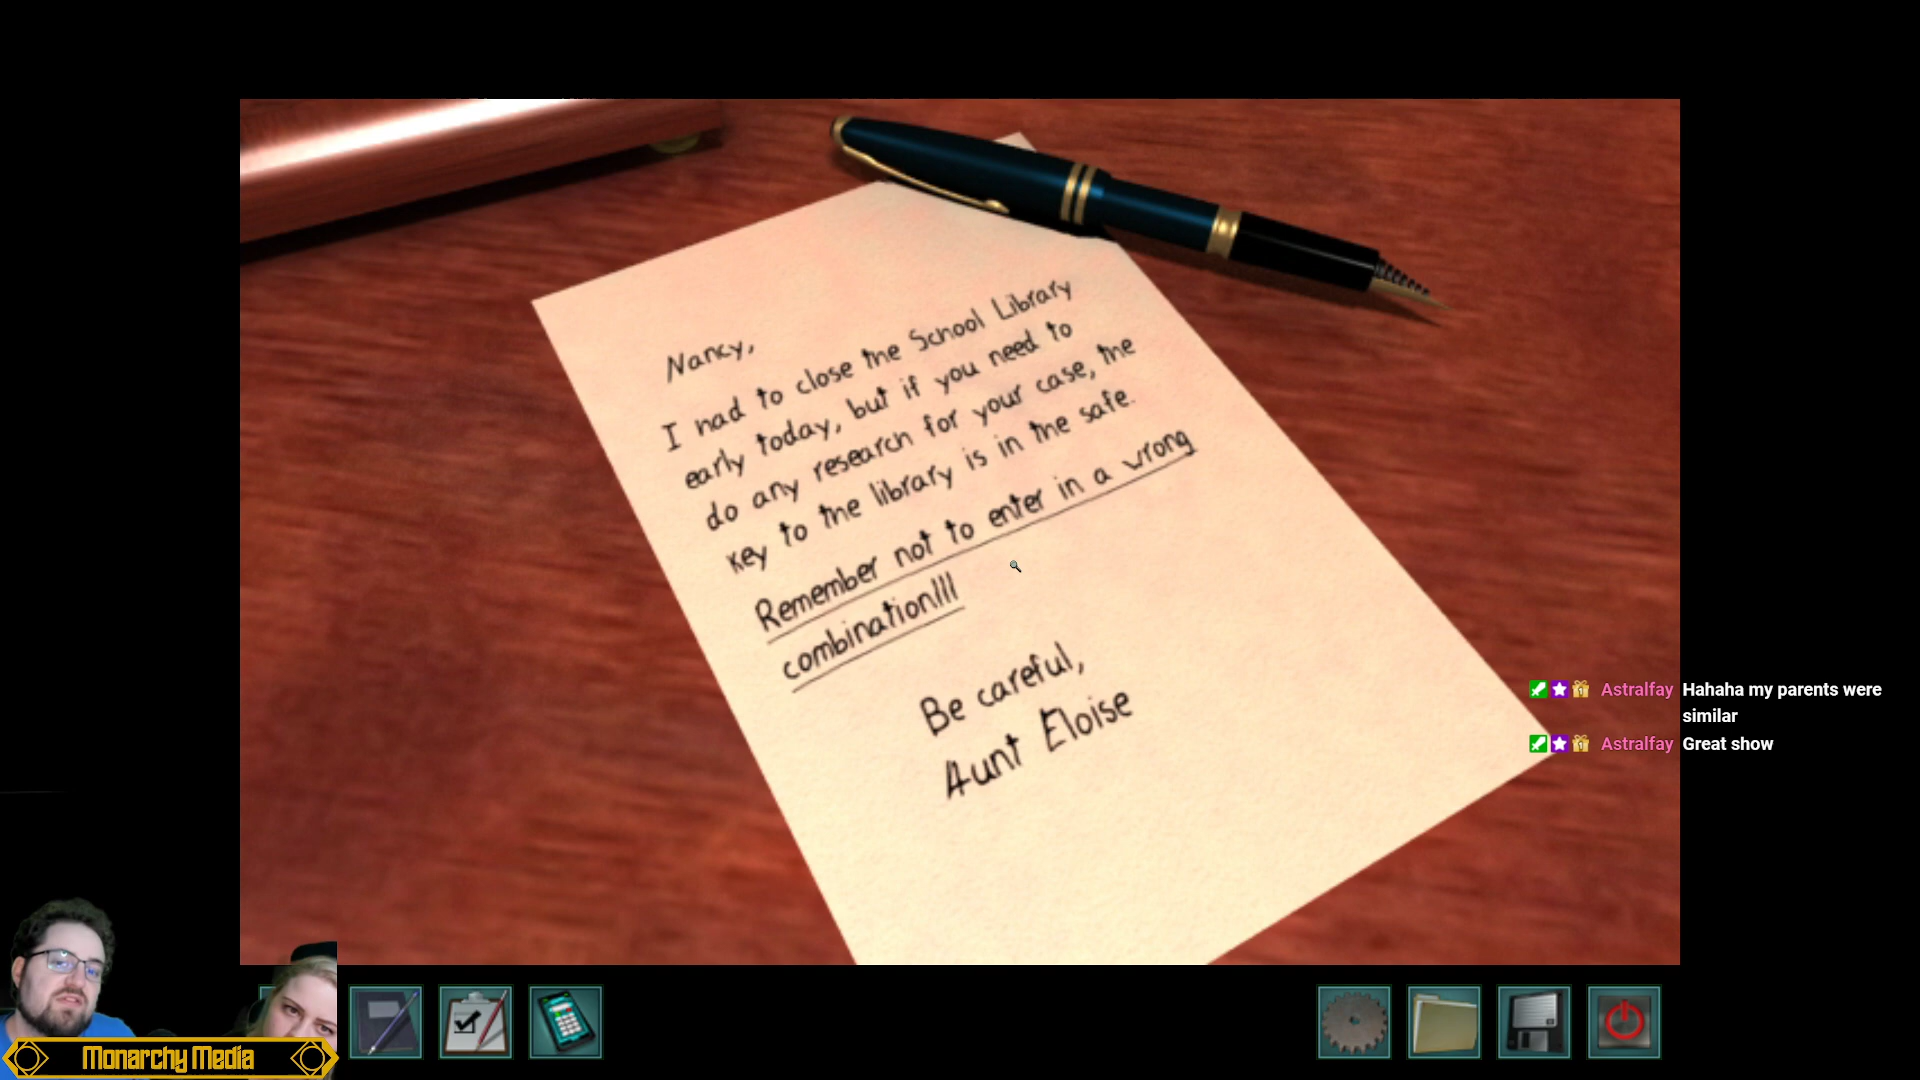 Nancy,
I had to close the School Library
early today, but if you need to
do any research for your case, the
key to the library is in the safe.
Remember not to enter in a wrong
combination!!!
Be careful,
Aunt Eloise
Astralfay Hahaha my parents were
similar
Astralfay Great show
Monarchy Media